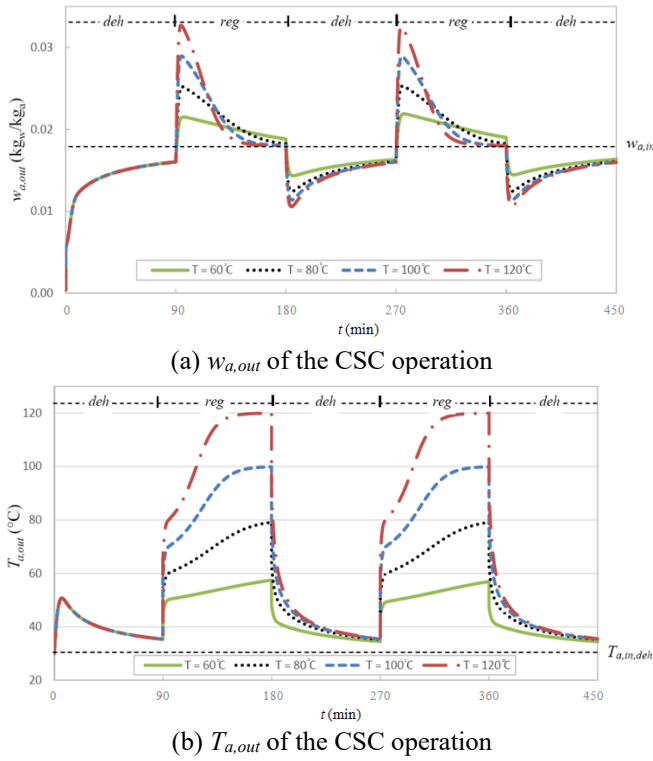 deh reg deh reg deh
0.03
0.02
0.01
0.00
wa,out (kgw/kga)
wa,in
T = 60°C T = 80°C T = 100°C T = 120°C
0 90 180 270 360 450
t (min)
(a) wa,out of the CSC operation
deh reg deh reg deh
120
100
80
60
40
20
Ta,out (°C)
Ta,in,deh
T = 60°C T = 80°C T = 100°C T = 120°C
0 90 180 270 360 450
t (min)
(b) Ta,out of the CSC operation